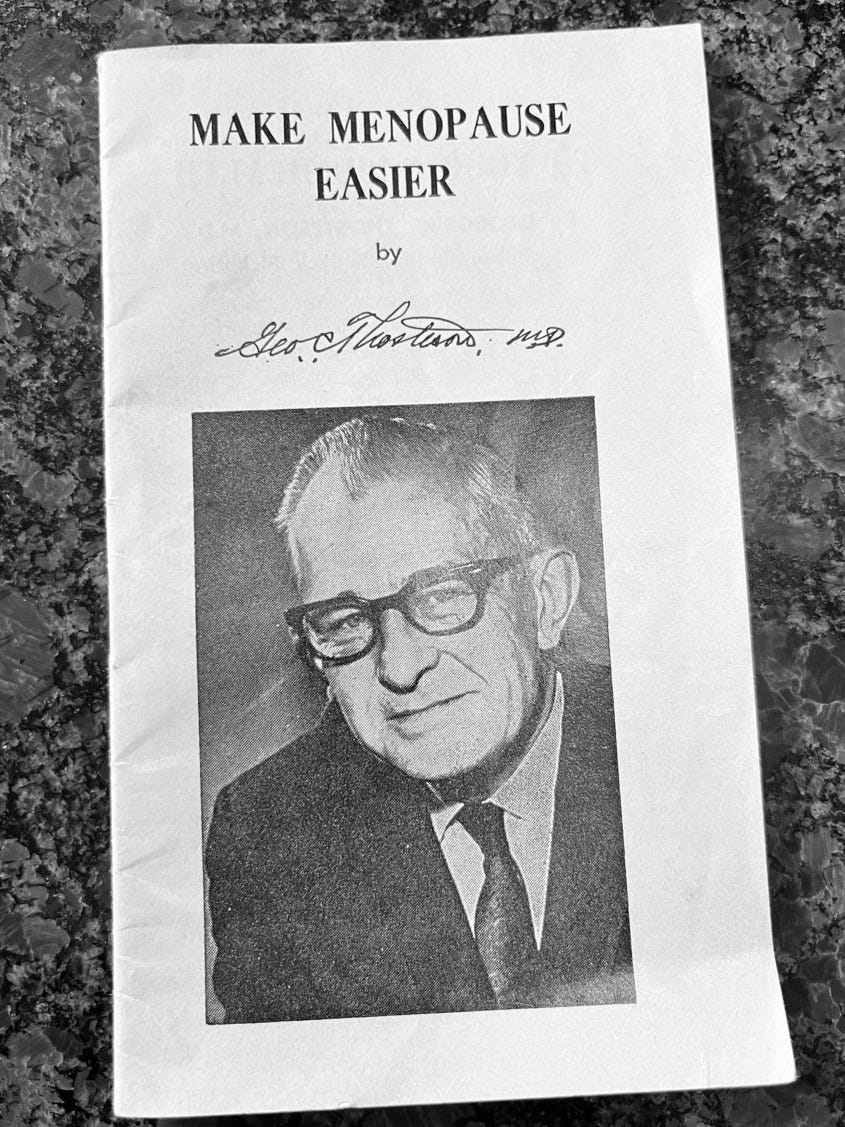 MAKE MENOPAUSE
EASIER
by
Geo. C. Thosteson, M.D.